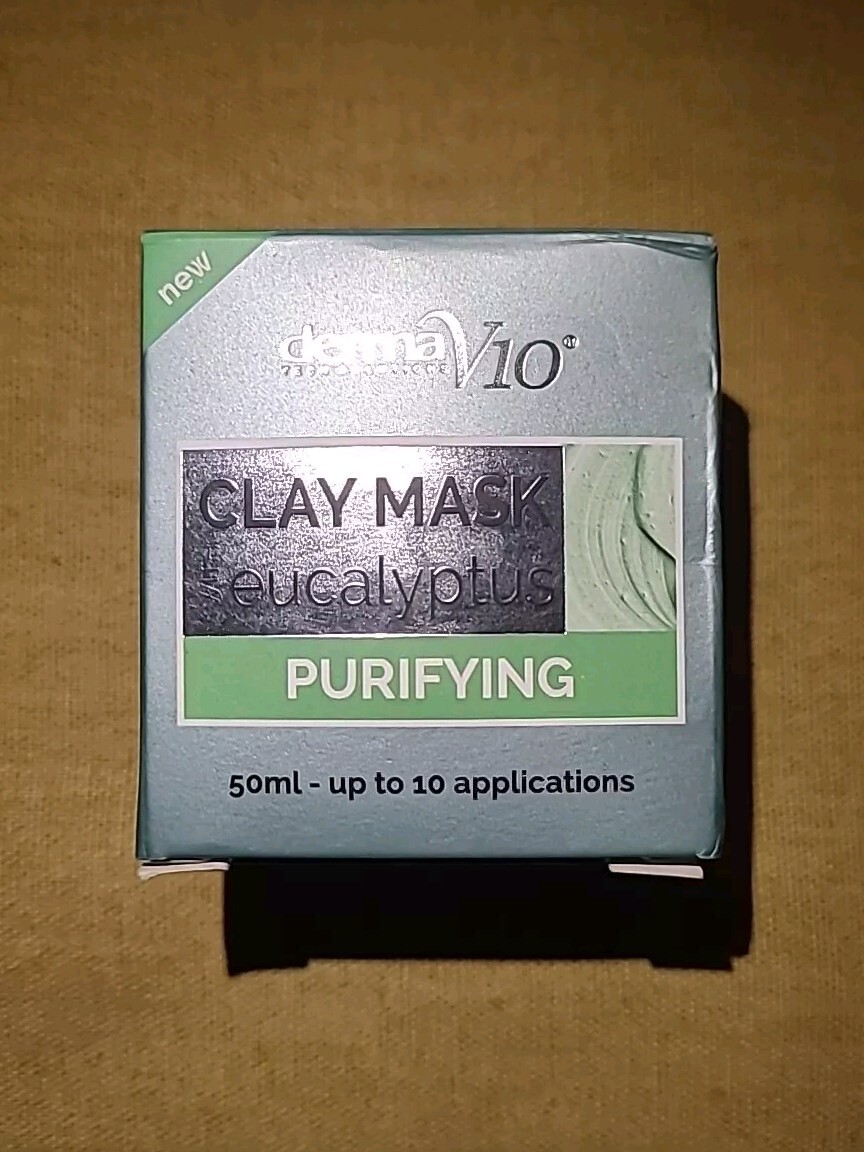 new
derma V10®
CLAY MASK
eucalyptus
PURIFYING
50ml - up to 10 applications